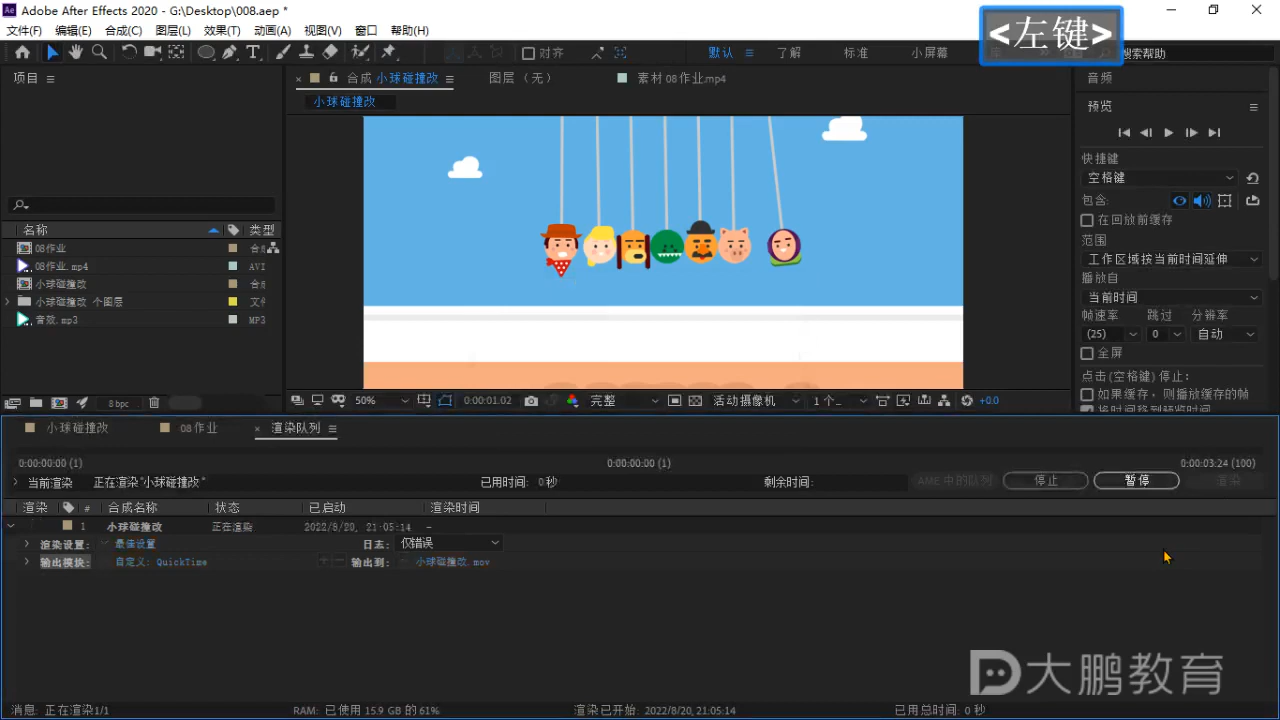 Adobe After Effects 2020 - G:\Desktop\008.aep *
文件(F) 编辑(E) 合成(C) 图层(L) 效果(T) 动画(A) 视图(V) 窗口 帮助(H)
<左键>
对齐 默认 了解 标准 小屏幕 搜索帮助
项目
合成 小球碰撞改 图层 (无) 素材 08作业.mp4
小球碰撞改
音频
预览
快捷键
空格键
包含:
在回放前缓存
范围
工作区域按当前时间延伸
播放自
当前时间
帧速率 跳过 分辨率
(25) 0 自动
全屏
点击(空格键) 停止:
如果缓存,则播放缓存的帧
将时间移到预览时间
名称 类型
08作业 合成
08作业.mp4 AVI
小球碰撞改 合成
小球碰撞改 个图层 文件
音效.mp3 MP3
8 bpc
50% 0:00:01.02 完整 活动摄像机 1 个... +0.0
小球碰撞改 08作业 渲染队列
0:00:00:00 (1) 0:00:00:00 (1) 0:00:03:24 (100)
当前渲染 正在渲染"小球碰撞改" 已用时间: 0 秒 剩余时间: AME 中的队列 停止 暂停 渲染
渲染 # 合成名称 状态 已启动 渲染时间
1 小球碰撞改 正在渲染 2022/8/20, 21:05:14 -
渲染设置: 最佳设置 日志: 仅错误
输出模块: 自定义: QuickTime 输出到: 小球碰撞改.mov
大鹏教育
消息: 正在渲染1/1 RAM: 已使用 15.9 GB 的 61% 渲染已开始: 2022/8/20, 21:05:14 已用总时间: 0 秒